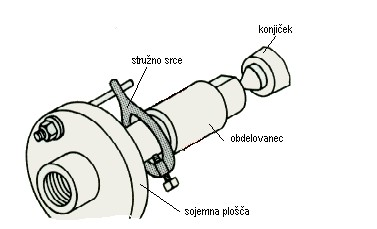 konjiček
stružno srce
obdelovanec
sojemna plošča